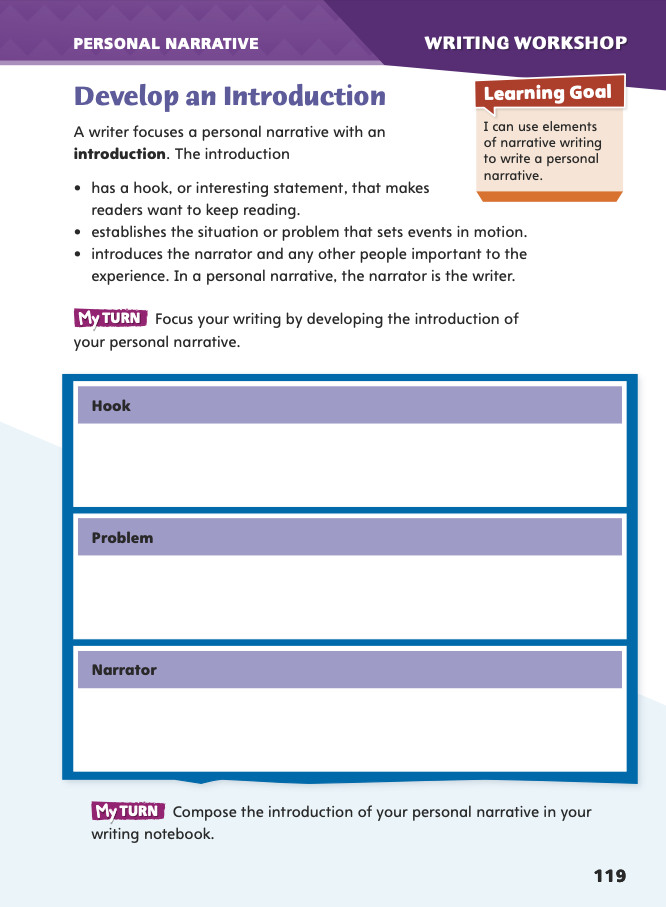 PERSONAL NARRATIVE
WRITING WORKSHOP
Develop an Introduction
A writer focuses a personal narrative with an
introduction. The introduction
• has a hook, or interesting statement, that makes
readers want to keep reading.
• establishes the situation or problem that sets events in motion.
• introduces the narrator and any other people important to the
experience. In a personal narrative, the narrator is the writer.
Learning Goal
I can use elements
of narrative writing
to write a personal
narrative.
My TURN Focus your writing by developing the introduction of
your personal narrative.
Hook
Problem
Narrator
My TURN Compose the introduction of your personal narrative in your
writing notebook.
119